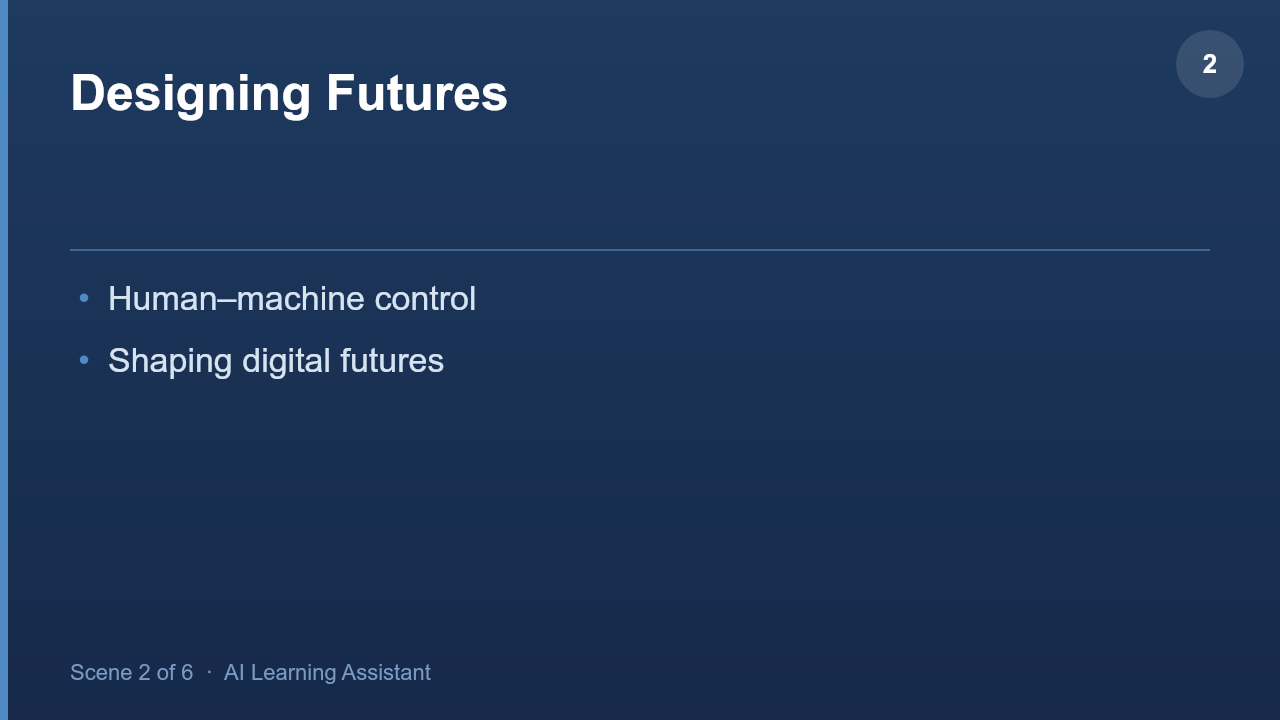 Designing Futures
2
• Human–machine control
• Shaping digital futures
Scene 2 of 6 · AI Learning Assistant